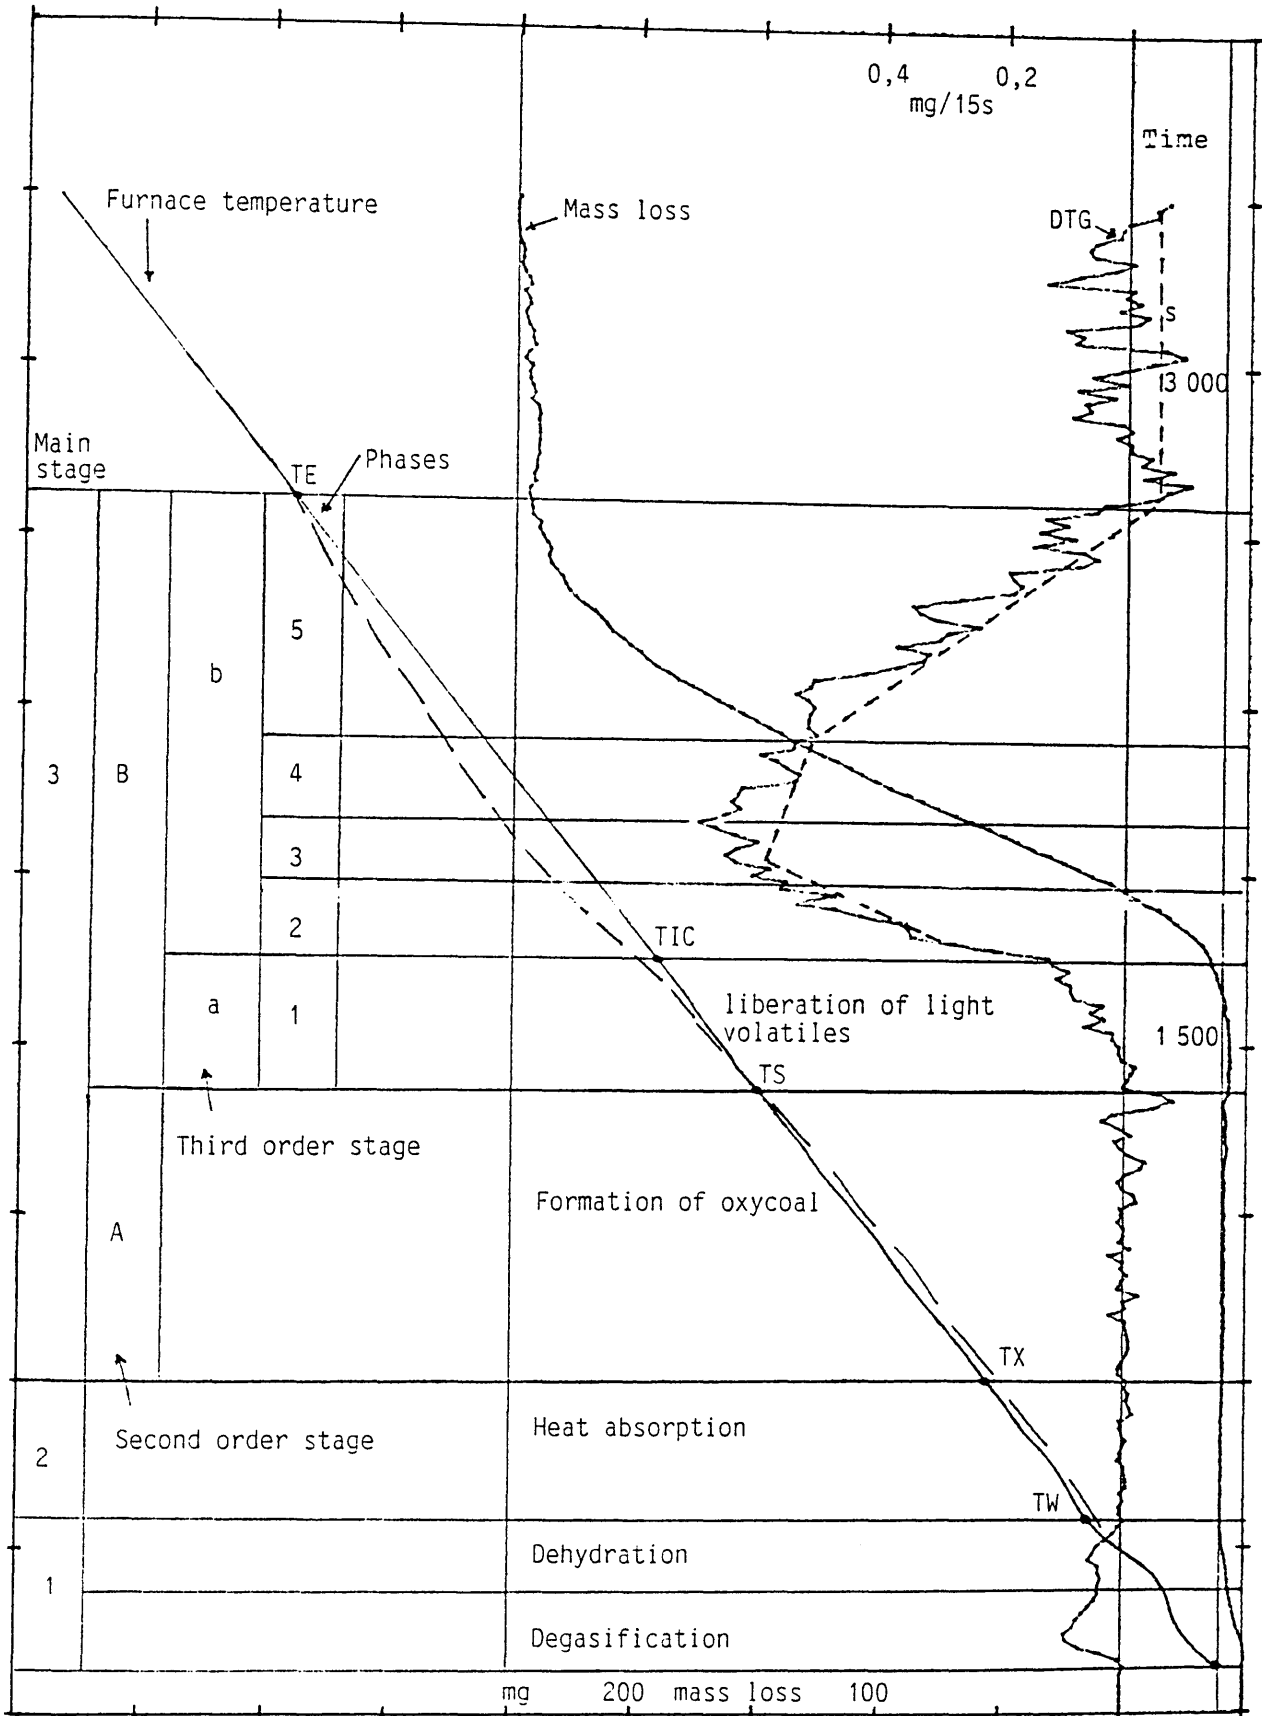 0,4 0,2
mg/15s
Time
Furnace temperature
Mass loss
DTG
s
3 000
Main
stage
TE
Phases
5
b
3 B 4
3
2
TIC
a 1
liberation of light
volatiles
1 500
TS
Third order stage
Formation of oxycoal
A
TX
Second order stage
Heat absorption
2
TW
Dehydration
1
Degasification
mg 200 mass loss 100